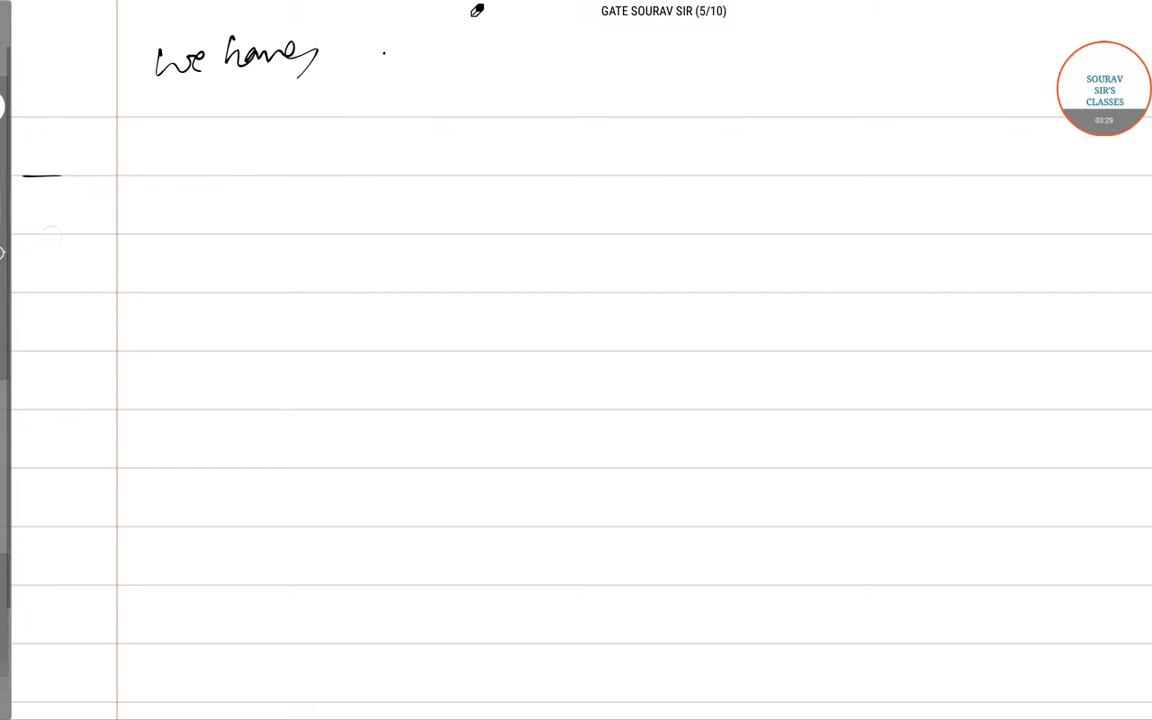 GATE SOURAV SIR (5/10)
We have,
SOURAV
SIR'S
CLASSES
03:29